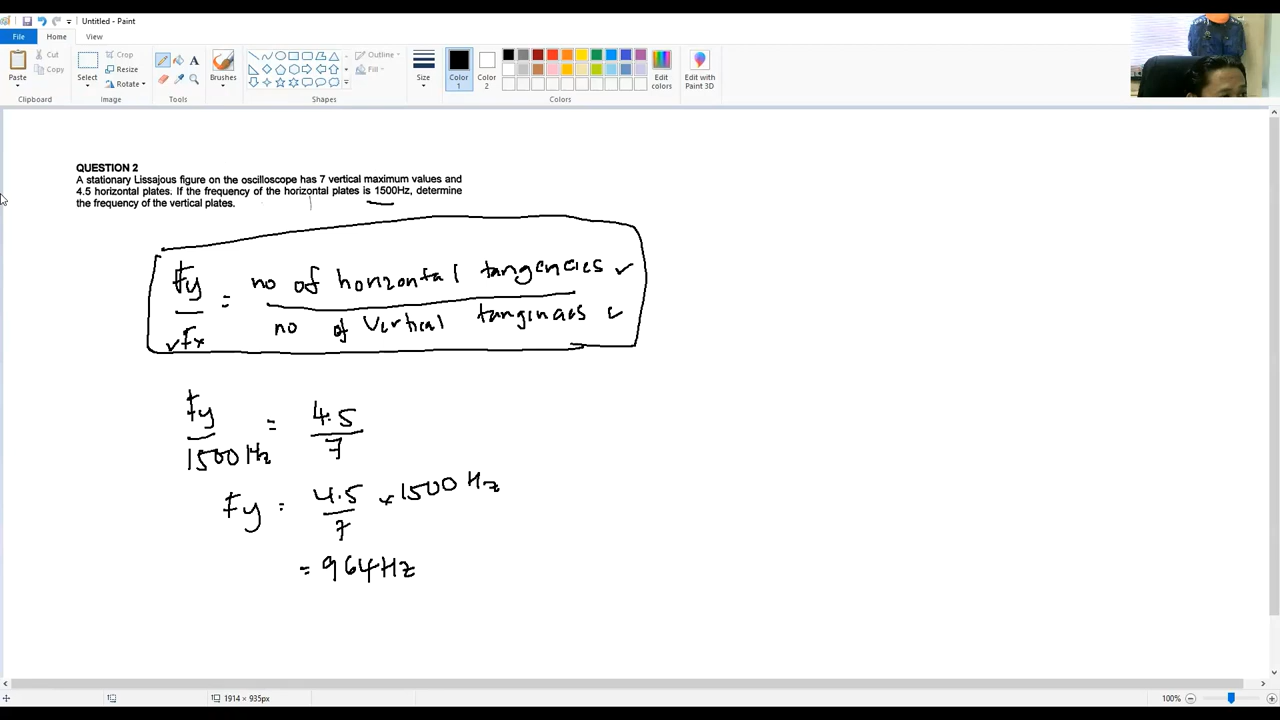 Untitled - Paint
File Home View
Paste
Cut
Copy
Clipboard
Select
Crop
Resize
Rotate
Image
A
Tools
Brushes
Outline
Fill
Shapes
Size
Color 1
Color 2
Edit colors
Colors
Edit with Paint 3D
QUESTION 2
A stationary Lissajous figure on the oscilloscope has 7 vertical maximum values and
4.5 horizontal plates. If the frequency of the horizontal plates is 1500Hz, determine
the frequency of the vertical plates.
Fy = no of horizontal tangencies
Fx no of Vertical tangencies
Fy = 4.5
1500 Hz 7
Fy = 4.5 × 1500 Hz
7
= 964Hz
1914 × 935px
100%